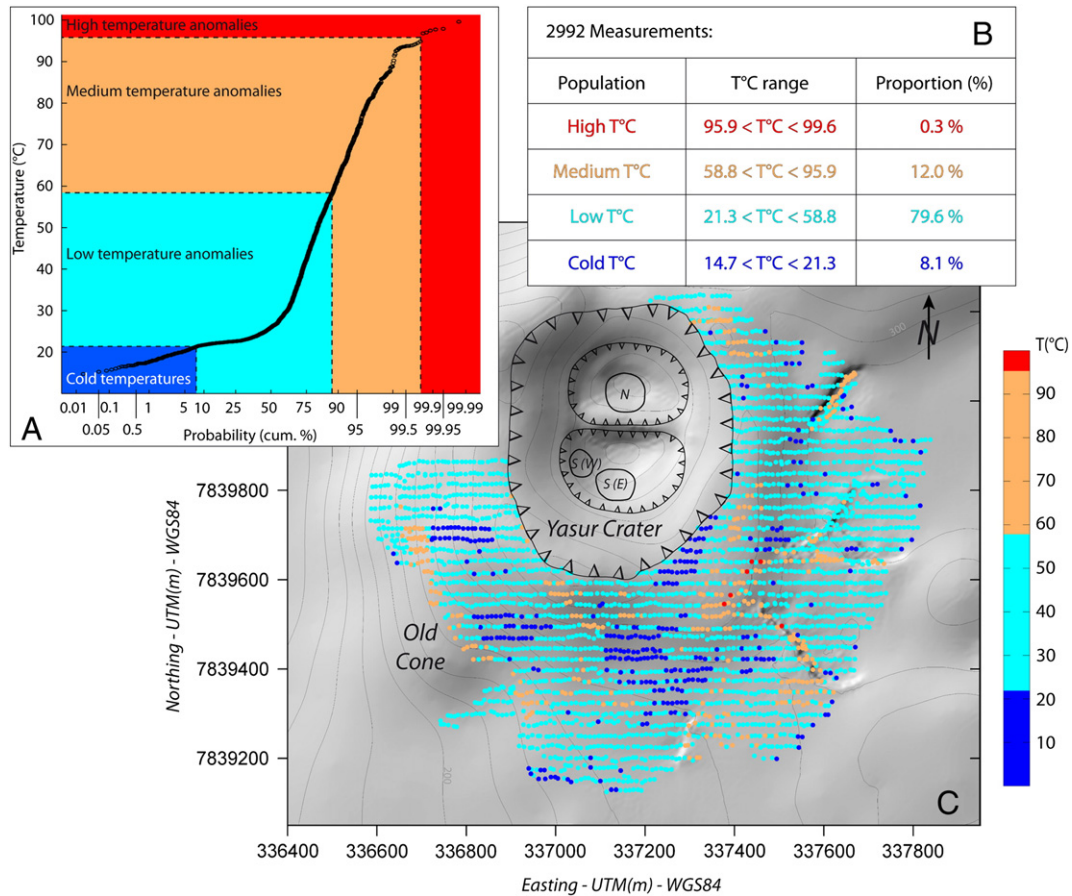 100
90
80
70
60
50
40
30
20
Temperature (°C)
High temperature anomalies
Medium temperature anomalies
Low temperature anomalies
Cold temperatures
0.01 0.1 1 5 10 25 50 75 90 99 99.9 99.99
0.05 0.5 95 99.5 99.95
Probability (cum. %)
A
2992 Measurements:
B
Population T°C range Proportion (%)
High T°C 95.9 < T°C < 99.6 0.3 %
Medium T°C 58.8 < T°C < 95.9 12.0 %
Low T°C 21.3 < T°C < 58.8 79.6 %
Cold T°C 14.7 < T°C < 21.3 8.1 %
300
N
T(°C)
90
80
70
60
50
40
30
20
10
N
S (W)
S (E)
Yasur Crater
Old
Cone
200
C
7839800
7839600
7839400
7839200
Northing - UTM(m) - WGS84
336400 336600 336800 337000 337200 337400 337600 337800
Easting - UTM(m) - WGS84